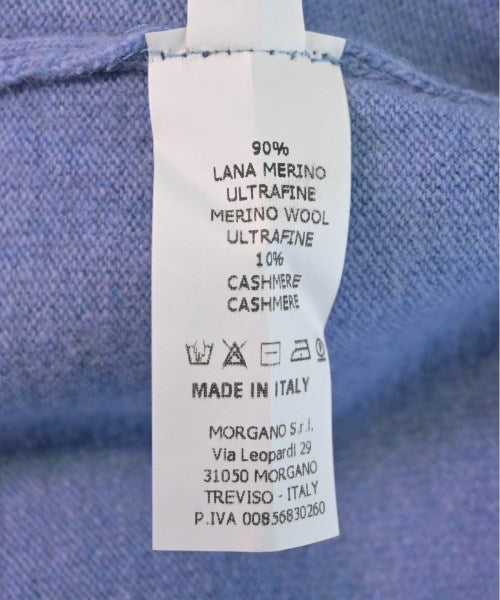 90%
LANA MERINO
ULTRAFINE
MERINO WOOL
ULTRAFINE
10%
CASHMERE
CASHMERE
MADE IN ITALY
MORGANO S.r.l.
Via Leopardi 29
31050 MORGANO
TREVISO - ITALY
P.IVA 00856830260